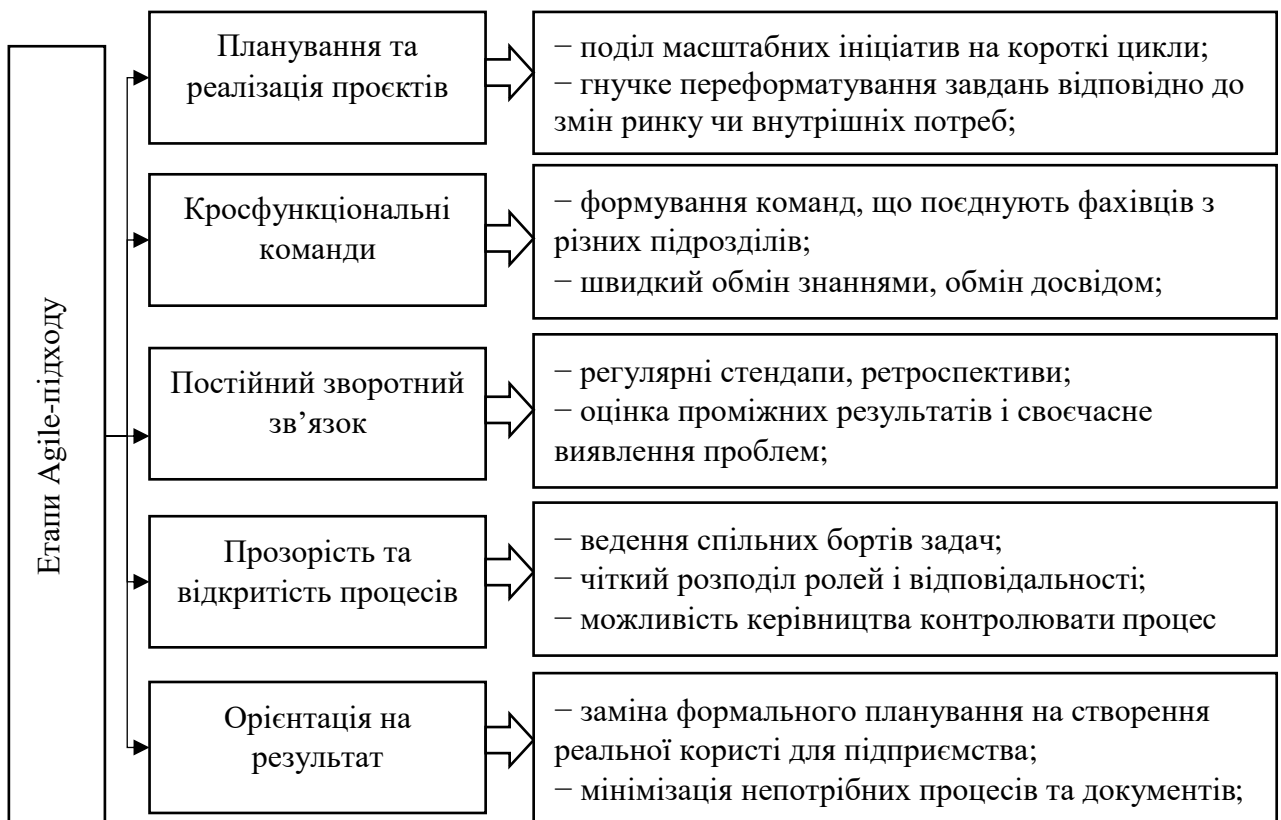 Етапи Agile-підходу
Планування та
реалізація проєктів
− поділ масштабних ініціатив на короткі цикли;
− гнучке переформатування завдань відповідно до
змін ринку чи внутрішніх потреб;
Кросфункціональні
команди
− формування команд, що поєднують фахівців з
різних підрозділів;
− швидкий обмін знаннями, обмін досвідом;
Постійний зворотний
зв’язок
− регулярні стендапи, ретроспективи;
− оцінка проміжних результатів і своєчасне
виявлення проблем;
Прозорість та
відкритість процесів
− ведення спільних бортів задач;
− чіткий розподіл ролей і відповідальності;
− можливість керівництва контролювати процес
Орієнтація на
результат
− заміна формального планування на створення
реальної користі для підприємства;
− мінімізація непотрібних процесів та документів;